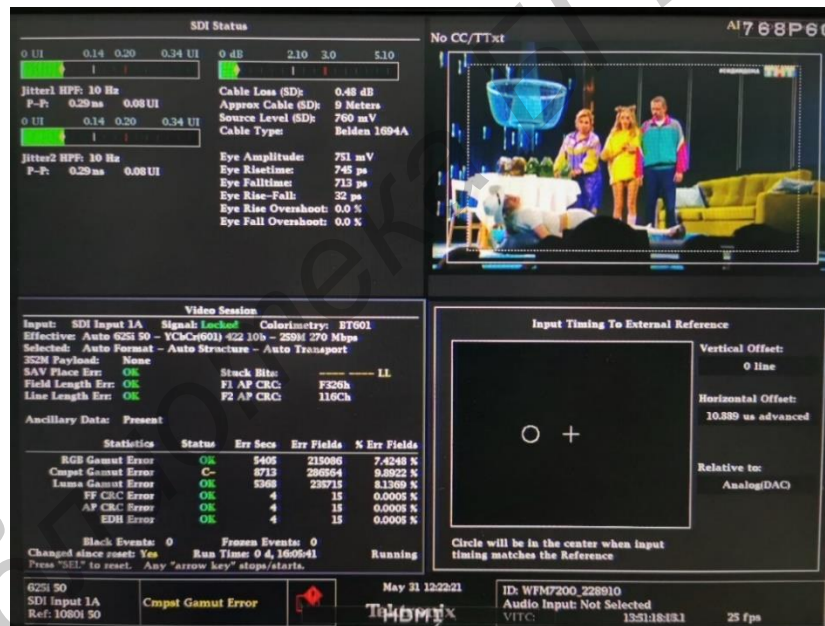 SDI Status
0 UI 0.14 0.20 0.34 UI
Jitter1 HPF: 10 Hz
P-P: 0.29 ns 0.08 UI
0 UI 0.14 0.20 0.34 UI
Jitter2 HPF: 10 Hz
P-P: 0.29 ns 0.08 UI
0 dB 2.10 3.0 5.10
Cable Loss (SD): 0.48 dB
Approx Cable (SD): 9 Meters
Source Level (SD): 760 mV
Cable Type: Belden 1694A
Eye Amplitude: 751 mV
Eye Risetime: 745 ps
Eye Falltime: 713 ps
Eye Rise-Fall: 32 ps
Eye Rise Overshoot: 0.0 %
Eye Fall Overshoot: 0.0 %
No CC/TTxt
AI 768P60
ТНТ
Video Session
Input: SDI Input 1A Signal: Locked Colorimetry: BT601
Effective: Auto 625i 50 – YCbCr(601) 422 10b – 259M 270 Mbps
Selected: Auto Format – Auto Structure – Auto Transport
352M Payload: None
SAV Place Err: OK Stuck Bits: ---- ---- LL
Field Length Err: OK F1 AP CRC: F326h
Line Length Err: OK F2 AP CRC: 116Ch
Ancillary Data: Present
Statistics Status Err Secs Err Fields % Err Fields
RGB Gamut Error OK 5405 215086 7.4248 %
Cmpst Gamut Error C- 8713 286564 9.8922 %
Luma Gamut Error OK 5368 235715 8.1369 %
FF CRC Error OK 4 15 0.0005 %
AP CRC Error OK 4 15 0.0005 %
EDH Error OK 4 15 0.0005 %
Black Events: 0 Frozen Events: 0
Changed since reset: Yes Run Time: 0 d, 16:05:41 Running
Press "SEL" to reset. Any "arrow key" stops/starts.
Input Timing To External Reference
Vertical Offset:
0 line
Horizontal Offset:
10.889 us advanced
Relative to:
Analog(DAC)
Circle will be in the center when input
timing matches the Reference
625i 50
SDI Input 1A
Ref: 1080i 50
Cmpst Gamut Error
May 31 12:22:21
Tektronix
HDMI
ID: WFM7200_228910
Audio Input: Not Selected
VITC: 13:51:18:08.1 25 fps